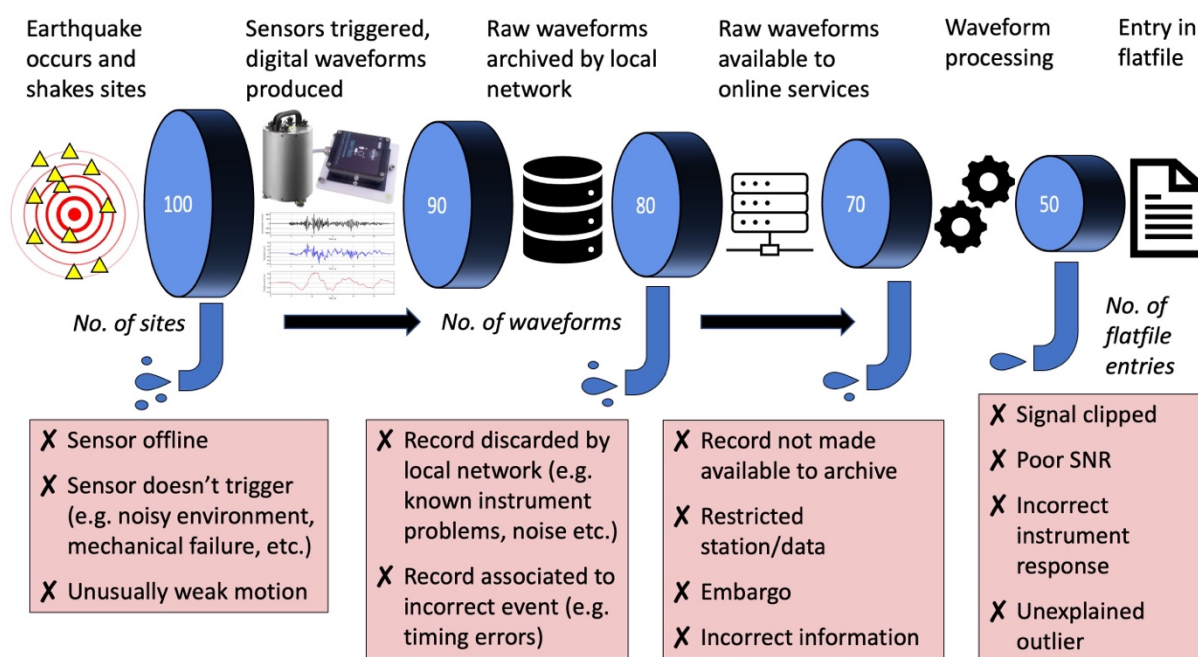 Earthquake
occurs and
shakes sites
Sensors triggered,
digital waveforms
produced
Raw waveforms
archived by local
network
Raw waveforms
available to
online services
Waveform
processing
Entry in
flatfile
100
90
80
70
50
No. of sites
No. of waveforms
No. of
flatfile
entries
✗ Sensor offline
✗ Sensor doesn’t trigger
(e.g. noisy environment,
mechanical failure, etc.)
✗ Unusually weak motion
✗ Record discarded by
local network (e.g.
known instrument
problems, noise etc.)
✗ Record associated to
incorrect event (e.g.
timing errors)
✗ Record not made
available to archive
✗ Restricted
station/data
✗ Embargo
✗ Incorrect information
✗ Signal clipped
✗ Poor SNR
✗ Incorrect
instrument
response
✗ Unexplained
outlier